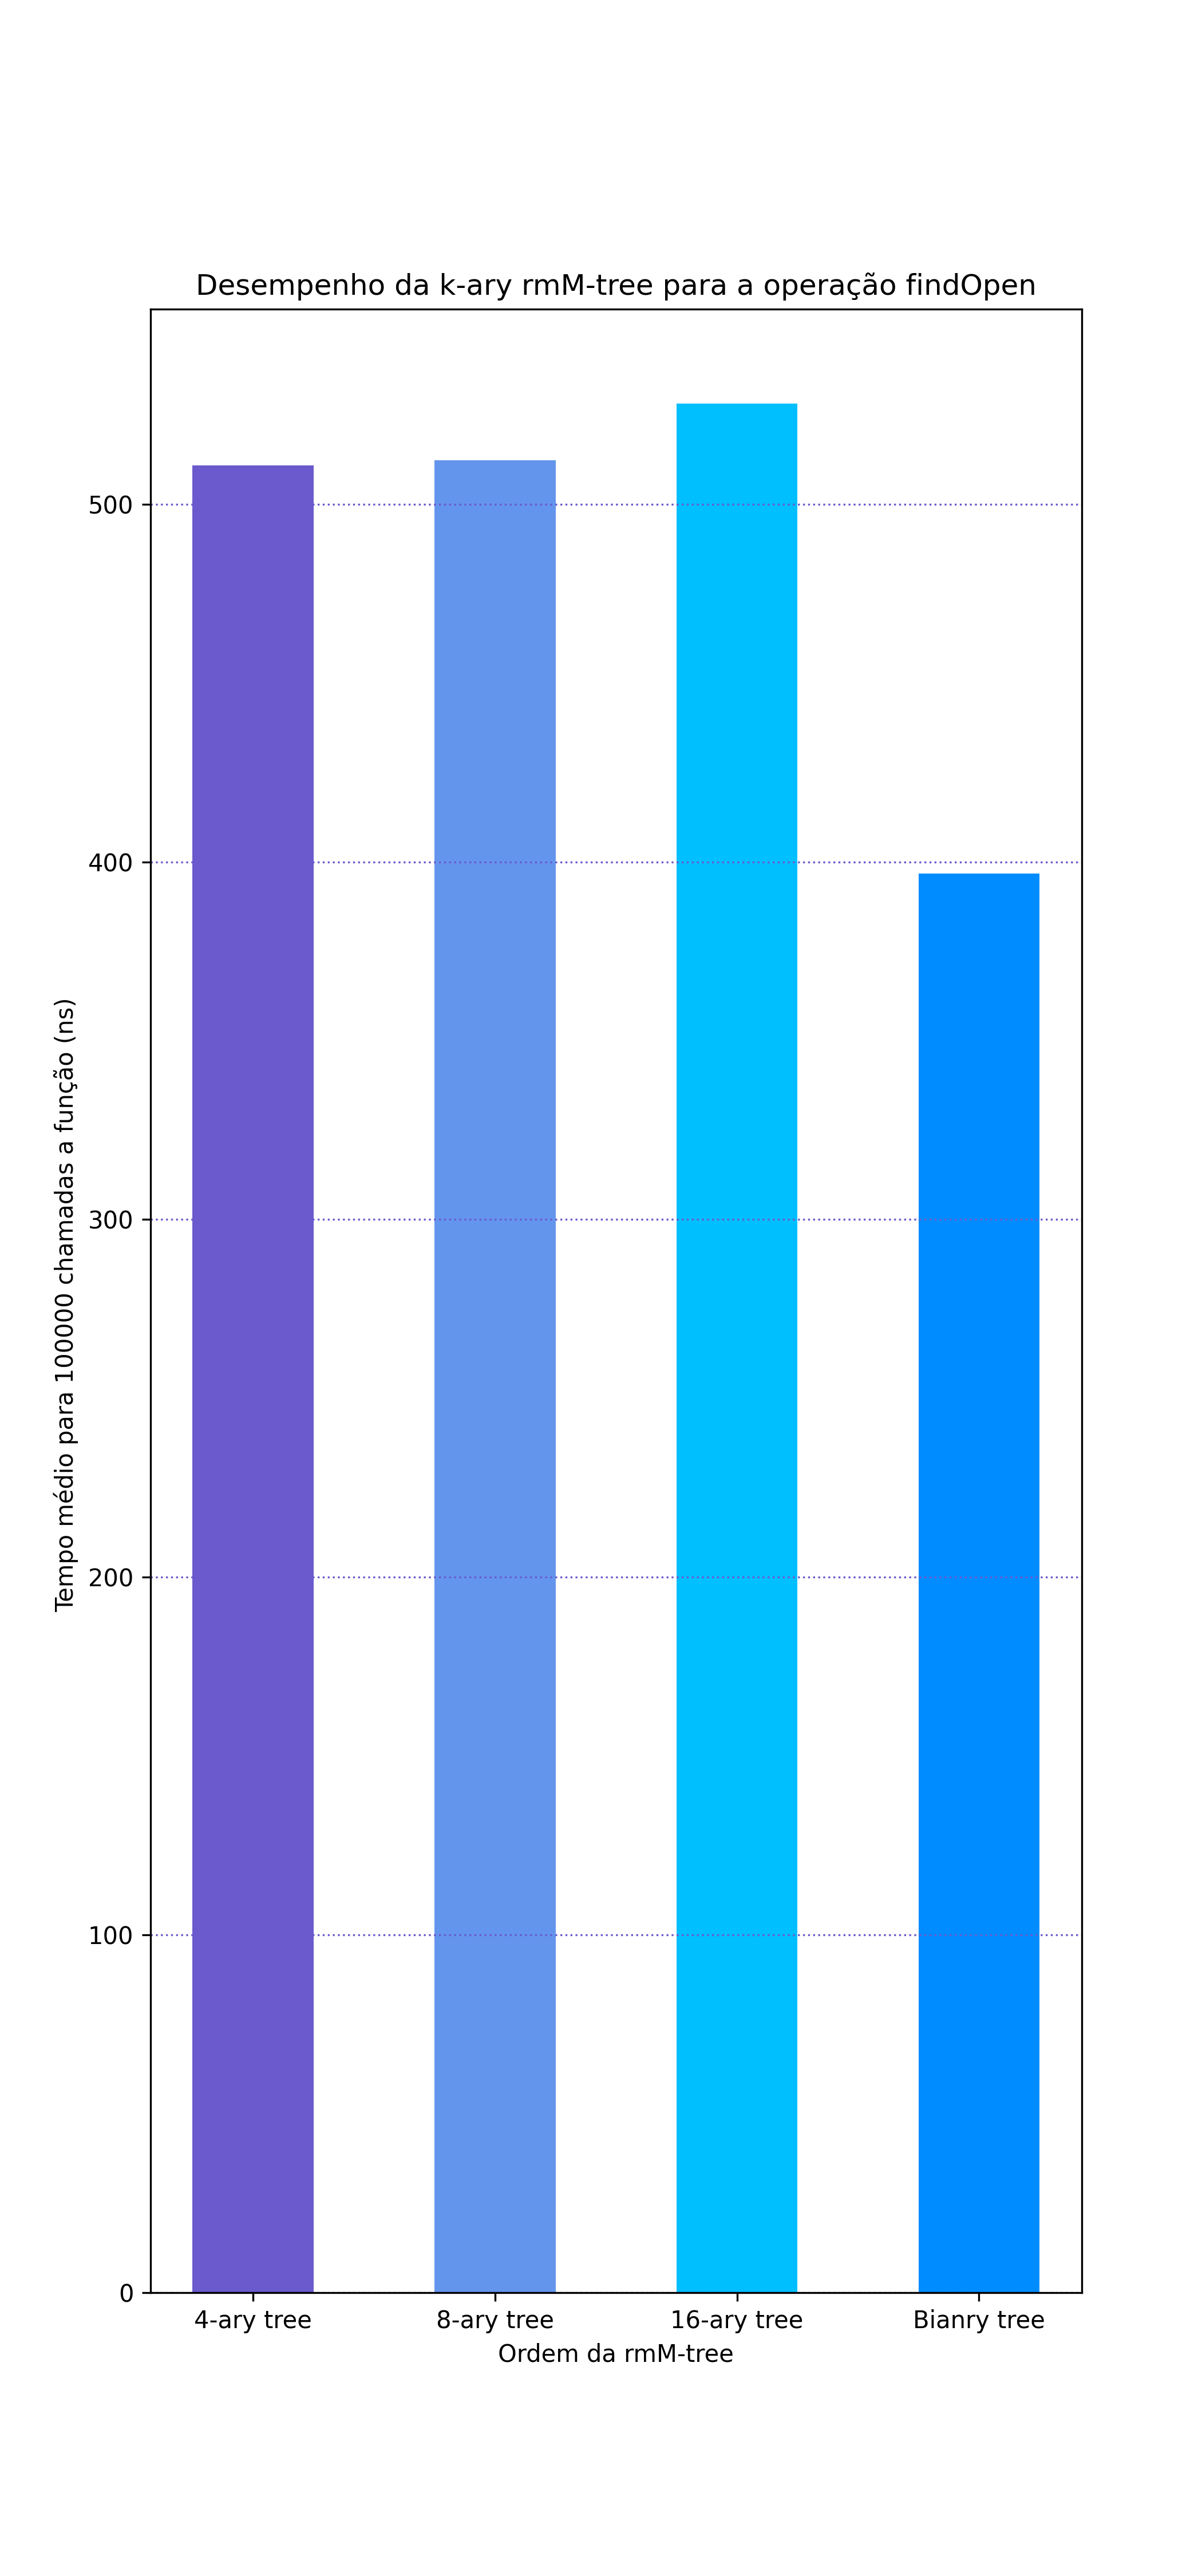 Desempenho da k-ary rmM-tree para a operação findOpen
Tempo médio para 100000 chamadas a função (ns)
500
400
300
200
100
0
4-ary tree
8-ary tree
16-ary tree
Bianry tree
Ordem da rmM-tree